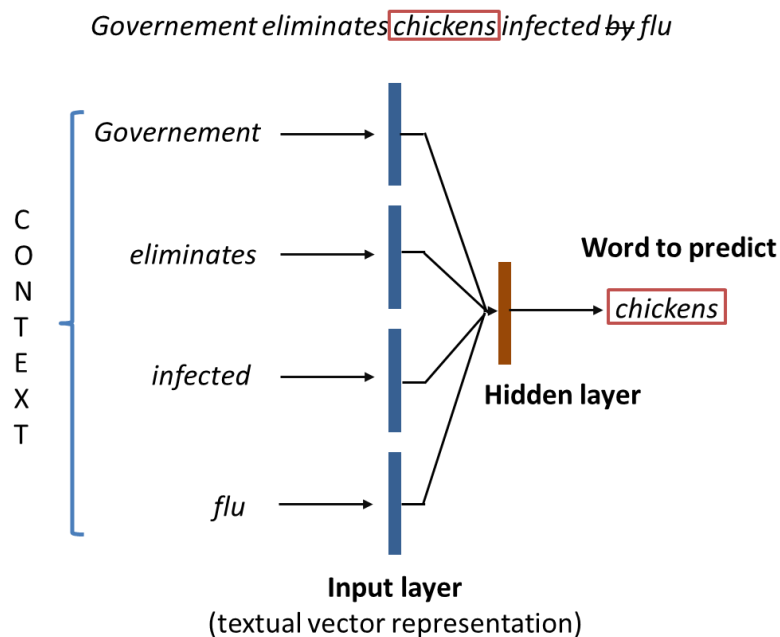 Governement eliminates chickens infected by flu
Governement
eliminates
infected
flu
CONTEXT
Word to predict
chickens
Hidden layer
Input layer
(textual vector representation)